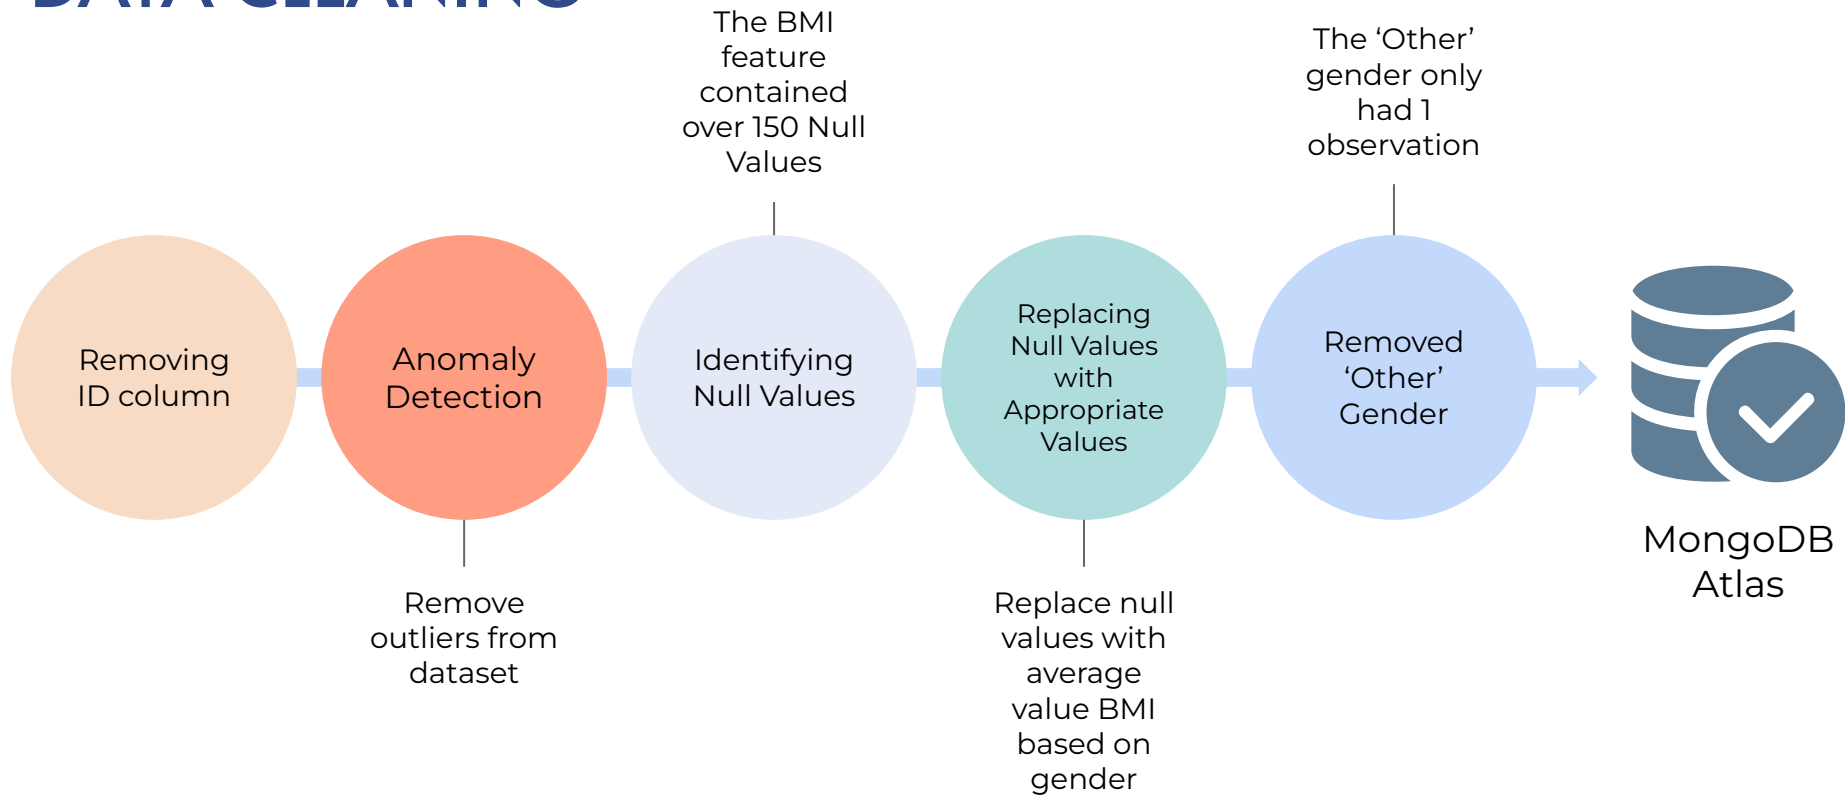 DATA CLEANING
The BMI
feature
contained
over 150 Null
Values
The ‘Other’
gender only
had 1
observation
Removing
ID column
Anomaly
Detection
Identifying
Null Values
Replacing
Null Values
with
Appropriate
Values
Removed
‘Other’
Gender
Remove
outliers from
dataset
Replace null
values with
average
value BMI
based on
gender
MongoDB
Atlas